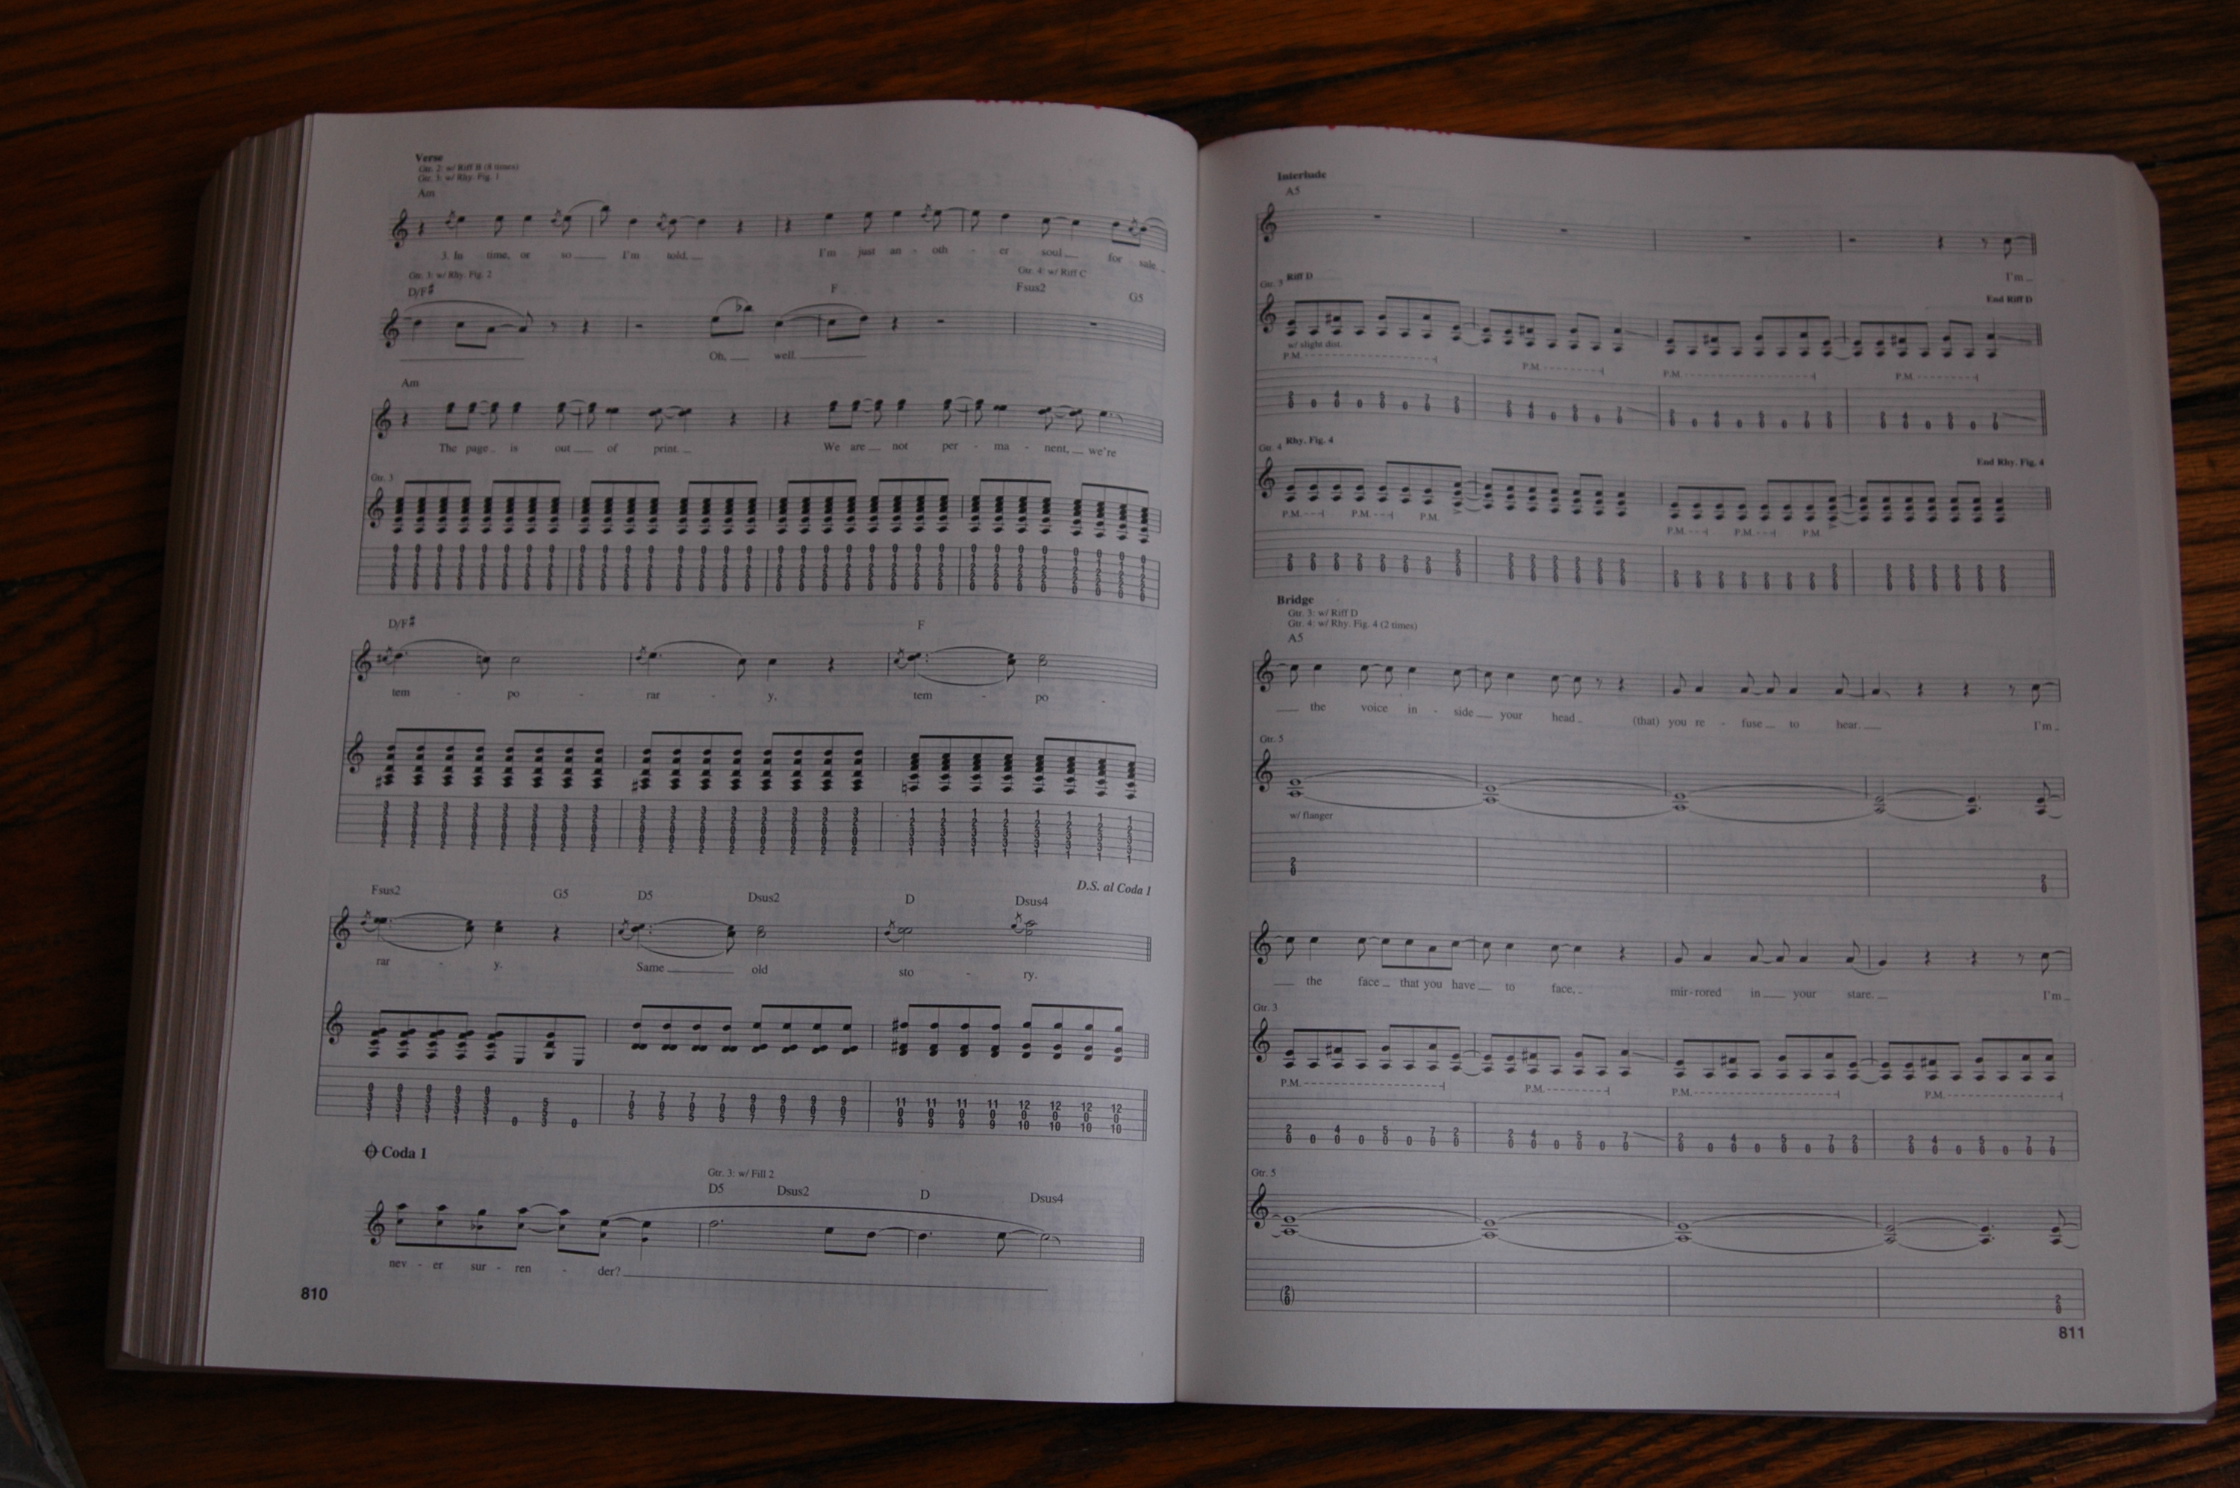 Verse
Gtr. 2: w/ Riff B (8 times)
Gtr. 3: w/ Rhy. Fig. 1
Am
3. In time, or so I'm told, I'm just an - oth - er soul for sale.
Gtr. 3: w/ Rhy. Fig. 2
Gtr. 4: w/ Riff C
D/F♯ F Fsus2 G5
Oh, well.
Am
The page is out of print. We are not per - ma - nent, we're
Gtr. 3
D/F♯ F
tem - po - rar - y, tem - po -
Fsus2 G5 D5 Dsus2 D Dsus4 D.S. al Coda 1
rar - y. Same old sto - ry.
Coda 1
Gtr. 3: w/ Fill 2
D5 Dsus2 D Dsus4
nev - er sur - ren - der?
810
Interlude
A5
I'm
Gtr. 3 Riff D End Riff D
w/ slight dist.
P.M. P.M. P.M. P.M.
Gtr. 4 Rhy. Fig. 4 End Rhy. Fig. 4
P.M. P.M. P.M. P.M. P.M. P.M.
Bridge
Gtr. 3: w/ Riff D
Gtr. 4: w/ Rhy. Fig. 4 (2 times)
A5
the voice in - side your head (that) you re - fuse to hear. I'm
Gtr. 5
w/ flanger
the face that you have to face, mir - rored in your stare. I'm
Gtr. 3
P.M. P.M. P.M. P.M. P.M.
Gtr. 5
811